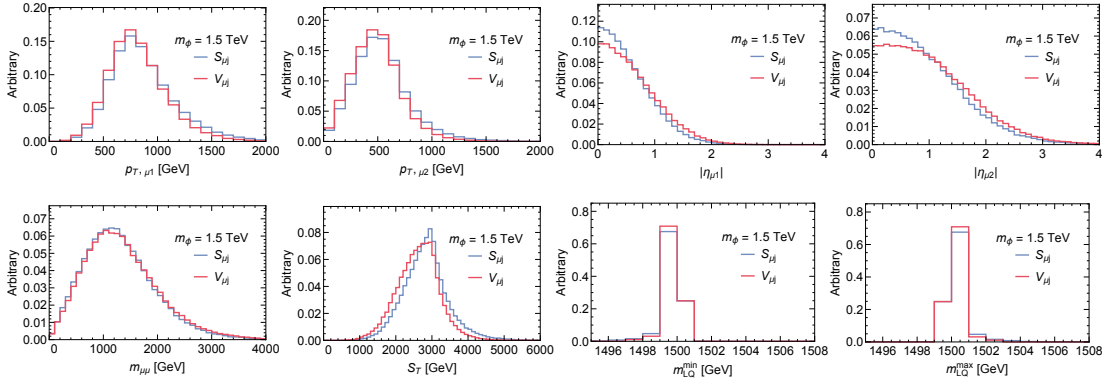 0.20
0.15
0.10
0.05
0.00
Arbitrary
m_ϕ = 1.5 TeV
S_μj
V_μj
500 1000 1500 2000
p_T, μ1 [GeV]
0.20
0.15
0.10
0.05
0.00
Arbitrary
m_ϕ = 1.5 TeV
S_μj
V_μj
0 500 1000 1500 2000
p_T, μ2 [GeV]
0.12
0.10
0.08
0.06
0.04
0.02
0.00
Arbitrary
m_ϕ = 1.5 TeV
S_μj
V_μj
0 1 2 3 4
|η_μ1|
0.07
0.06
0.05
0.04
0.03
0.02
0.01
0.00
Arbitrary
m_ϕ = 1.5 TeV
S_μj
V_μj
0 1 2 3 4
|η_μ2|
0.08
0.07
0.06
0.05
0.04
0.03
0.02
0.01
0.00
Arbitrary
m_ϕ = 1.5 TeV
S_μj
V_μj
0 1000 2000 3000 4000
m_μμ [GeV]
0.10
0.08
0.06
0.04
0.02
0.00
Arbitrary
m_ϕ = 1.5 TeV
S_μj
V_μj
0 1000 2000 3000 4000 5000 6000
S_T [GeV]
0.8
0.6
0.4
0.2
0.0
Arbitrary
m_ϕ = 1.5 TeV
S_μj
V_μj
1496 1498 1500 1502 1504 1506 1508
m_LQ^min [GeV]
0.8
0.6
0.4
0.2
0.0
Arbitrary
m_ϕ = 1.5 TeV
S_μj
V_μj
1496 1498 1500 1502 1504 1506 1508
m_LQ^max [GeV]